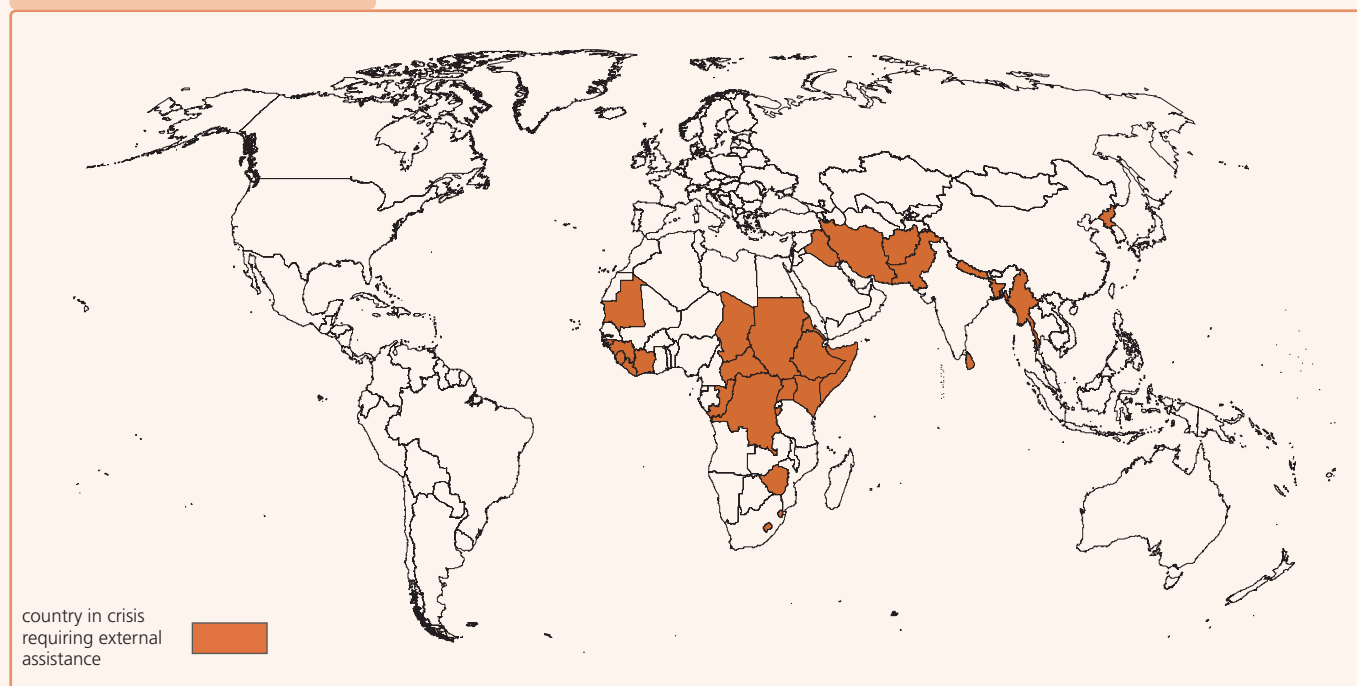 country in crisis
requiring external
assistance